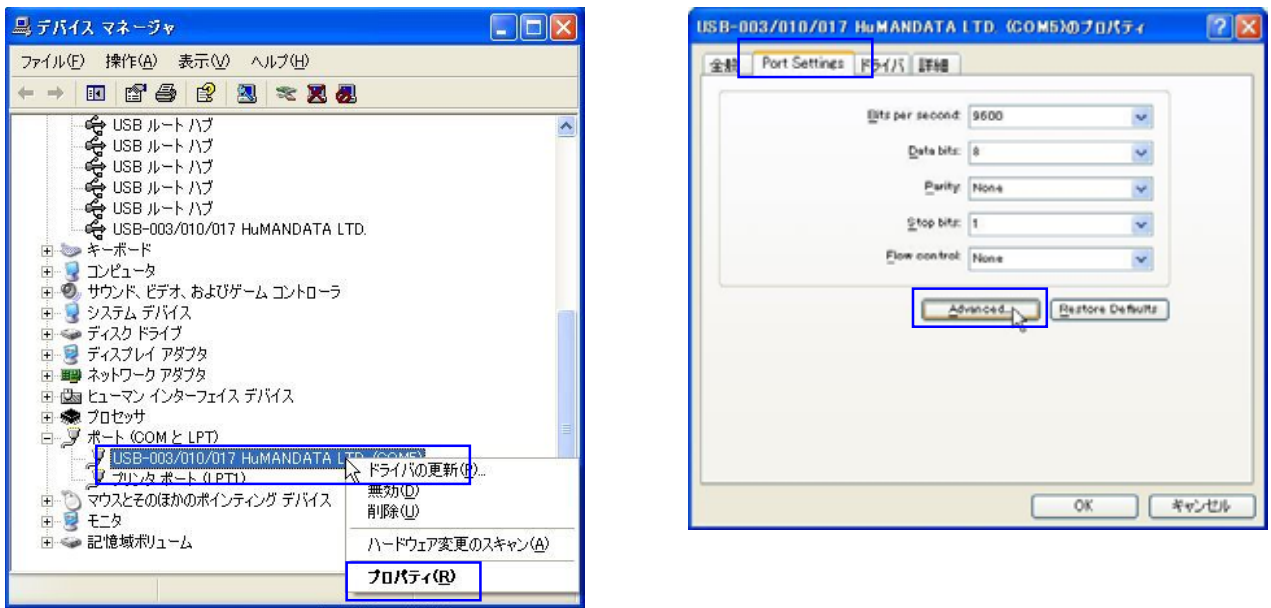 デバイス マネージャ
ファイル(F) 操作(A) 表示(V) ヘルプ(H)
USB ルート ハブ
USB ルート ハブ
USB ルート ハブ
USB ルート ハブ
USB ルート ハブ
USB-003/010/017 HuMANDATA LTD.
キーボード
コンピュータ
サウンド、ビデオ、およびゲーム コントローラ
システム デバイス
ディスク ドライブ
ディスプレイ アダプタ
ネットワーク アダプタ
ヒューマン インターフェイス デバイス
プロセッサ
ポート (COM と LPT)
USB-003/010/017 HuMANDATA LTD. (COM5)
プリンタ ポート (LPT1)
マウスとそのほかのポインティング デバイス
モニタ
記憶域ボリューム
ドライバの更新(P)...
無効(D)
削除(U)
ハードウェア変更のスキャン(A)
プロパティ(R)
USB-003/010/017 HuMANDATA LTD. (COM5)のプロパティ
全般 Port Settings ドライバ 詳細
Bits per second: 9600
Data bits: 8
Parity: None
Stop bits: 1
Flow control: None
Advanced... Restore Defaults
OK キャンセル